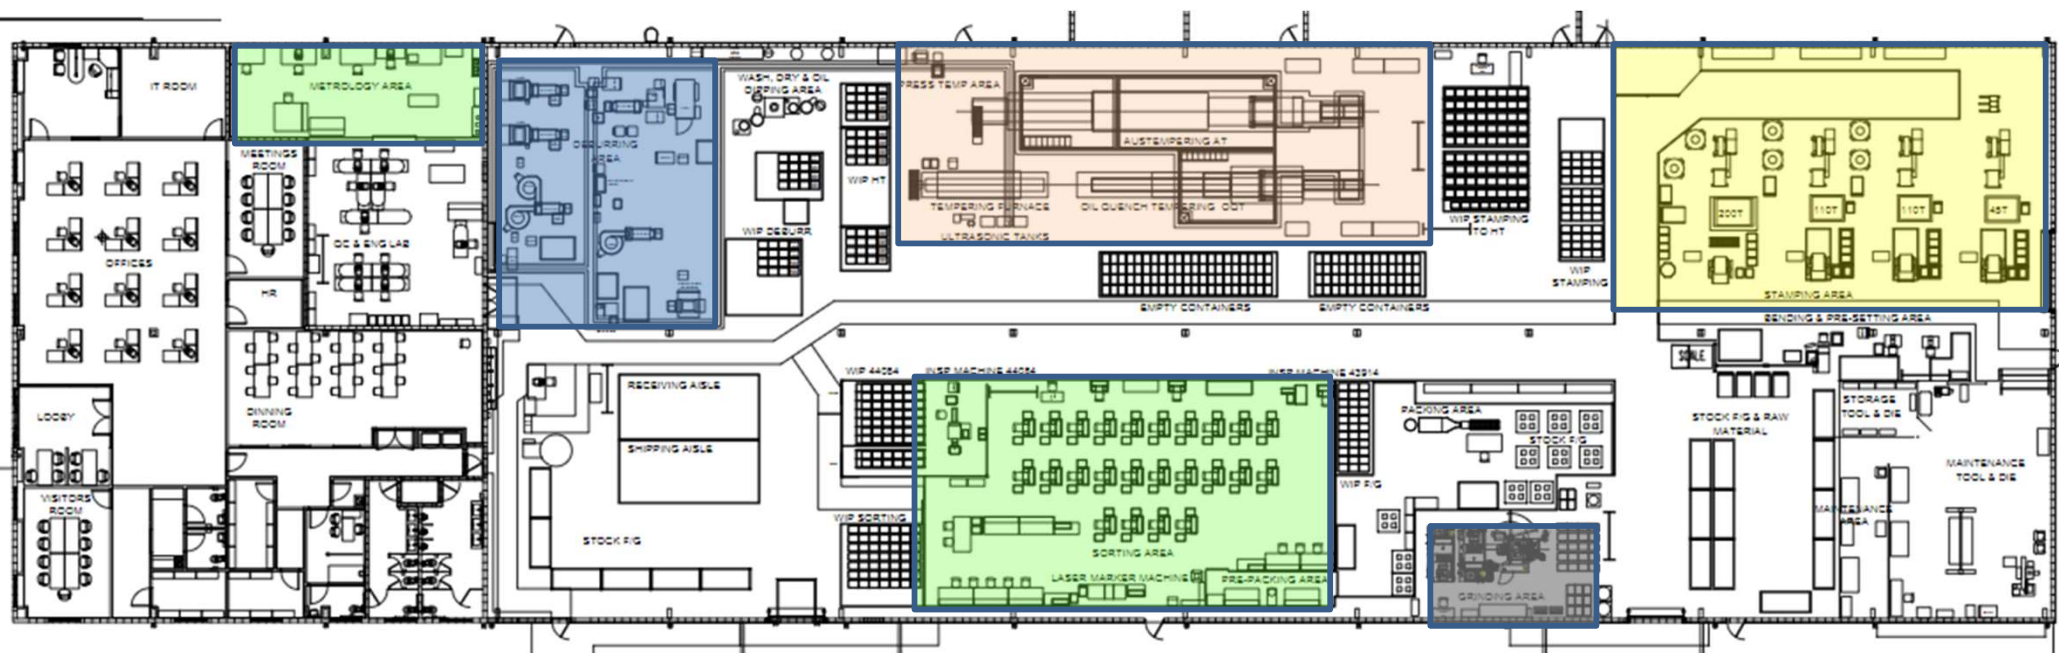 IT ROOM
METROLOGY AREA
MEETINGS
ROOM
QC & ENG LAB
OFFICES
HR
DINNING
ROOM
LOBBY
VISITORS
ROOM
DEBURRING
AREA
WASH, DRY & OIL
DIPPING AREA
WIP HT
WIP DEBURR
PRESS TEMP AREA
AUSTEMPERING AT
TEMPERING FURNACE
OIL QUENCH TEMPERING OUT
ULTRASONIC TANKS
EMPTY CONTAINERS
EMPTY CONTAINERS
WIP STAMPING
TO HT
WIP
STAMPING
200T
110T
110T
45T
STAMPING AREA
BENDING & PRE-SETTING AREA
SCALE
RECEIVING AISLE
SHIPPING AISLE
STOCK F/G
WIP 44084
INSP MACHINE 44084
INSP MACHINE 43914
WIP SORTING
SORTING AREA
LASER MARKER MACHINE
PRE-PACKING AREA
WIP F/G
PACKING AREA
STOCK F/G
GRINDING AREA
STOCK F/G & RAW
MATERIAL
STORAGE
TOOL & DIE
MAINTENANCE
AREA
MAINTENANCE
TOOL & DIE